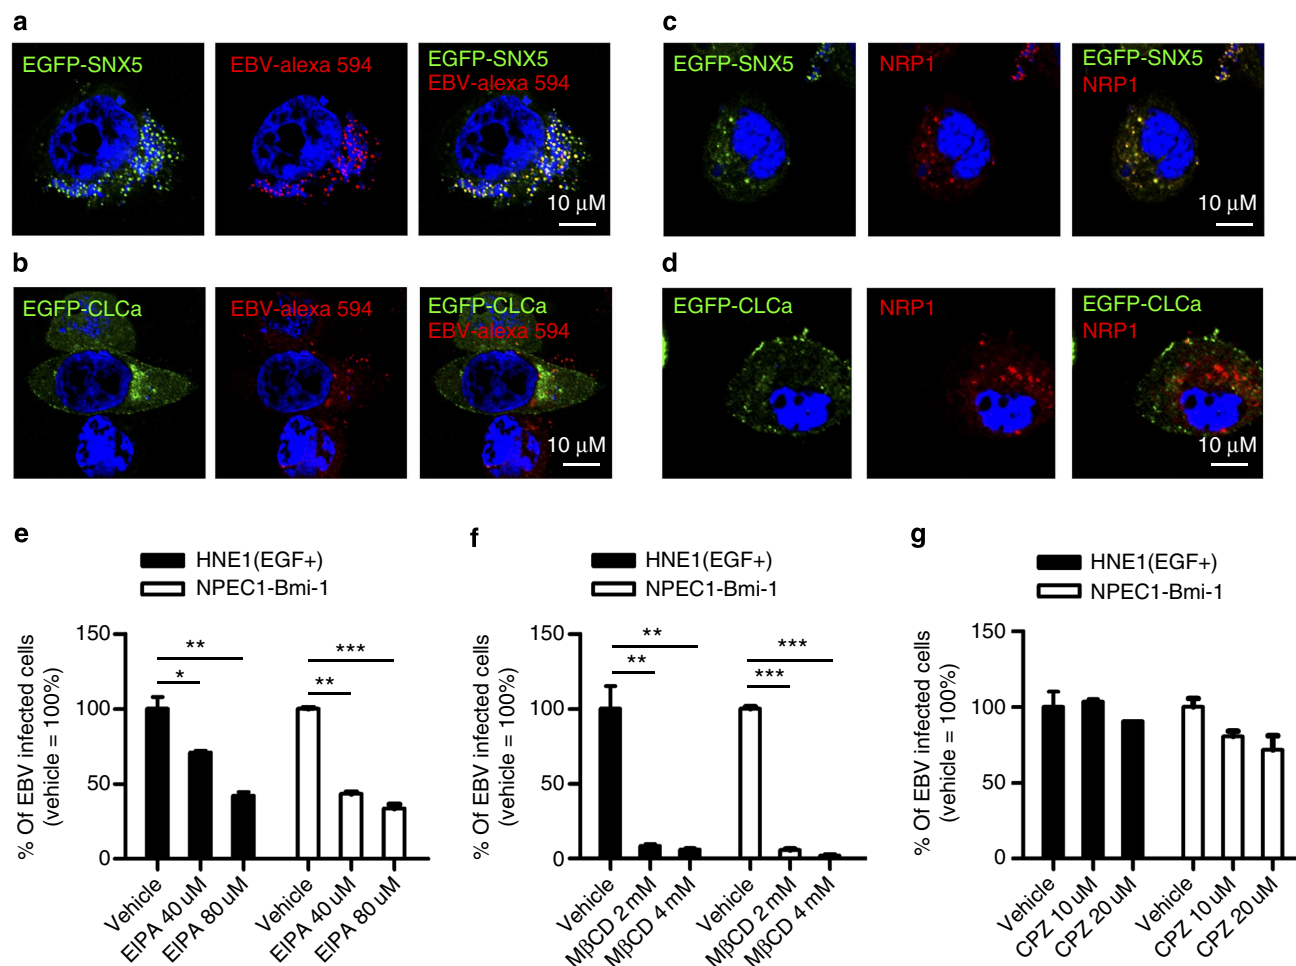 a
EGFP-SNX5
EBV-alexa 594
EGFP-SNX5
EBV-alexa 594
10 μM
b
EGFP-CLCa
EBV-alexa 594
EGFP-CLCa
EBV-alexa 594
10 μM
c
EGFP-SNX5
NRP1
EGFP-SNX5
NRP1
10 μM
d
EGFP-CLCa
NRP1
EGFP-CLCa
NRP1
10 μM
e
HNE1(EGF+)
NPEC1-Bmi-1
% Of EBV infected cells
(vehicle = 100%)
150
100
50
0
**
*
***
**
Vehicle
EIPA 40 uM
EIPA 80 uM
Vehicle
EIPA 40 uM
EIPA 80 uM
f
HNE1(EGF+)
NPEC1-Bmi-1
% Of EBV infected cells
(vehicle = 100%)
150
100
50
0
**
**
***
***
Vehicle
MβCD 2 mM
MβCD 4 mM
Vehicle
MβCD 2 mM
MβCD 4 mM
g
HNE1(EGF+)
NPEC1-Bmi-1
% Of EBV infected cells
(vehicle = 100%)
150
100
50
0
Vehicle
CPZ 10 uM
CPZ 20 uM
Vehicle
CPZ 10 uM
CPZ 20 uM